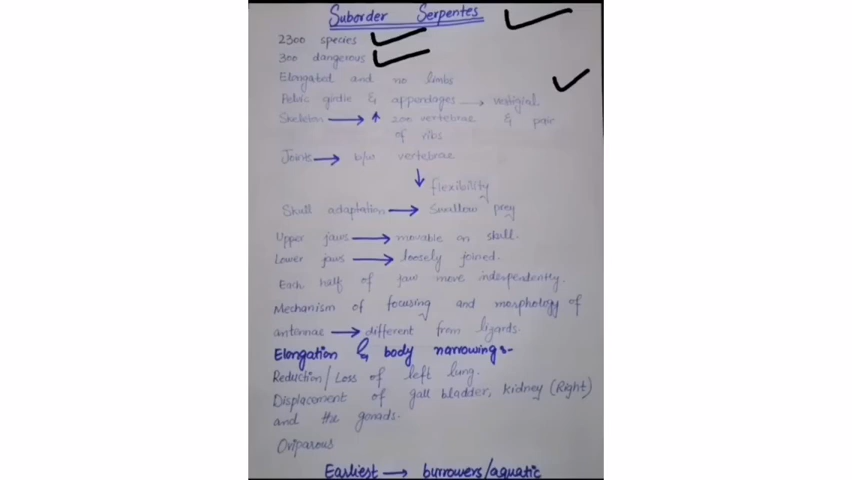 Suborder Serpentes
2300 species
300 dangerous
Elongated and no limbs
Pelvic girdle & appendages → vestigial
Skeleton → ↑ 200 vertebrae & pair
of ribs
Joints → b/w vertebrae
↓ flexibility
Skull adaptation → Swallow prey
Upper jaws → movable on skull.
Lower jaws → loosely joined.
Each half of jaw move independently.
Mechanism of focusing and morphology of
antennae → different from lizards.
Elongation & body narrowing:-
Reduction/Loss of left lung.
Displacement of gall bladder, kidney (Right)
and the gonads.
Oviparous
Earliest → burrowers/aquatic